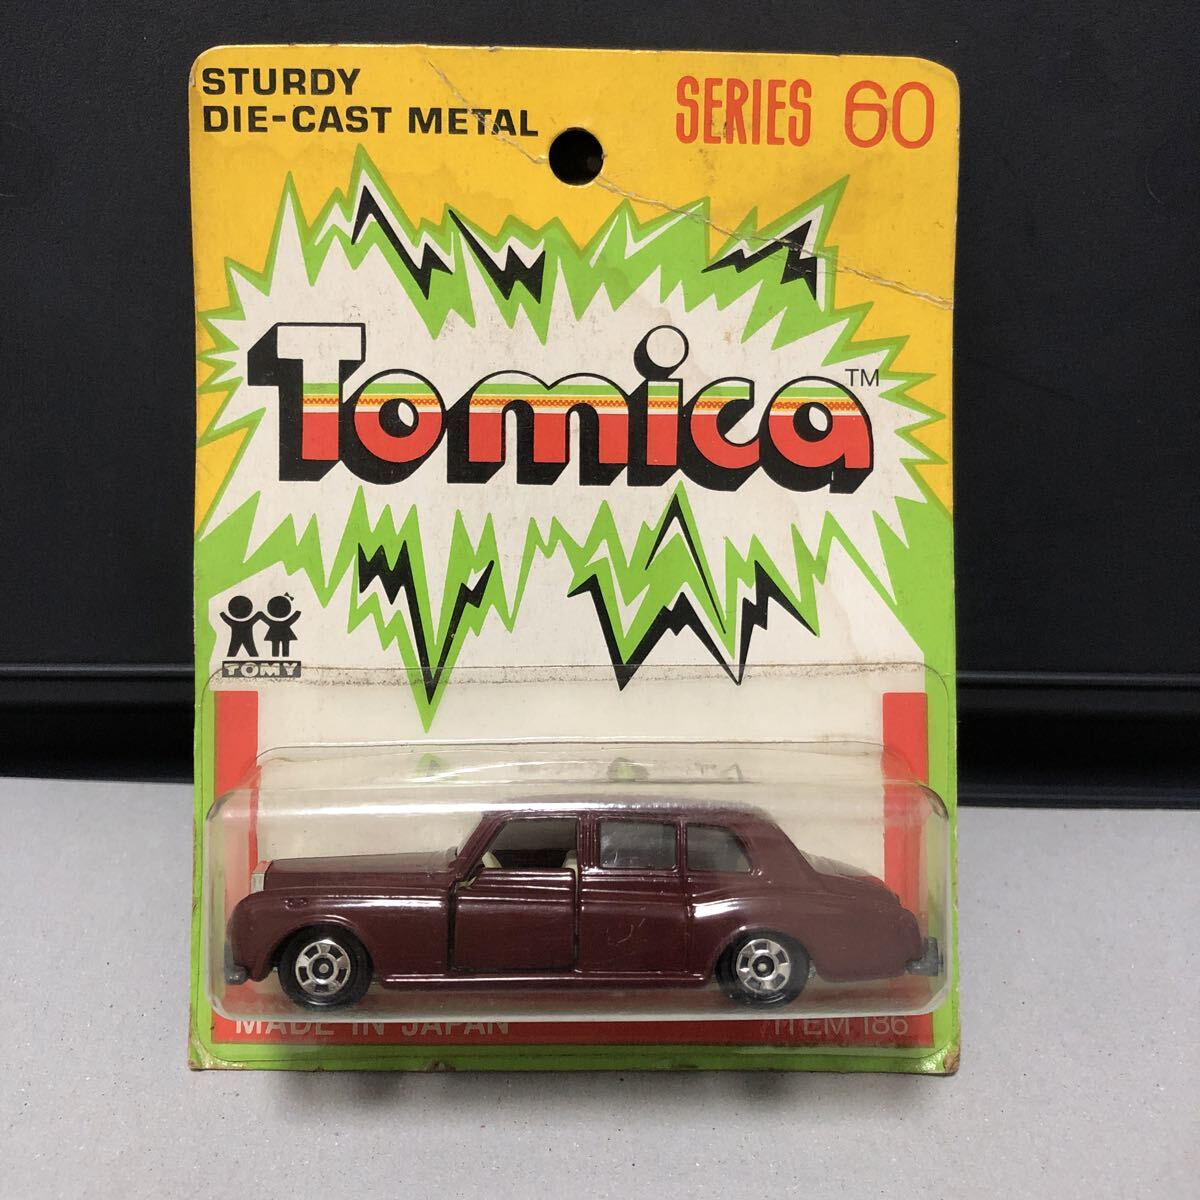 STURDY
DIE-CAST METAL
SERIES 60
Tomica™
TOMY
MADE IN JAPAN
ITEM 186